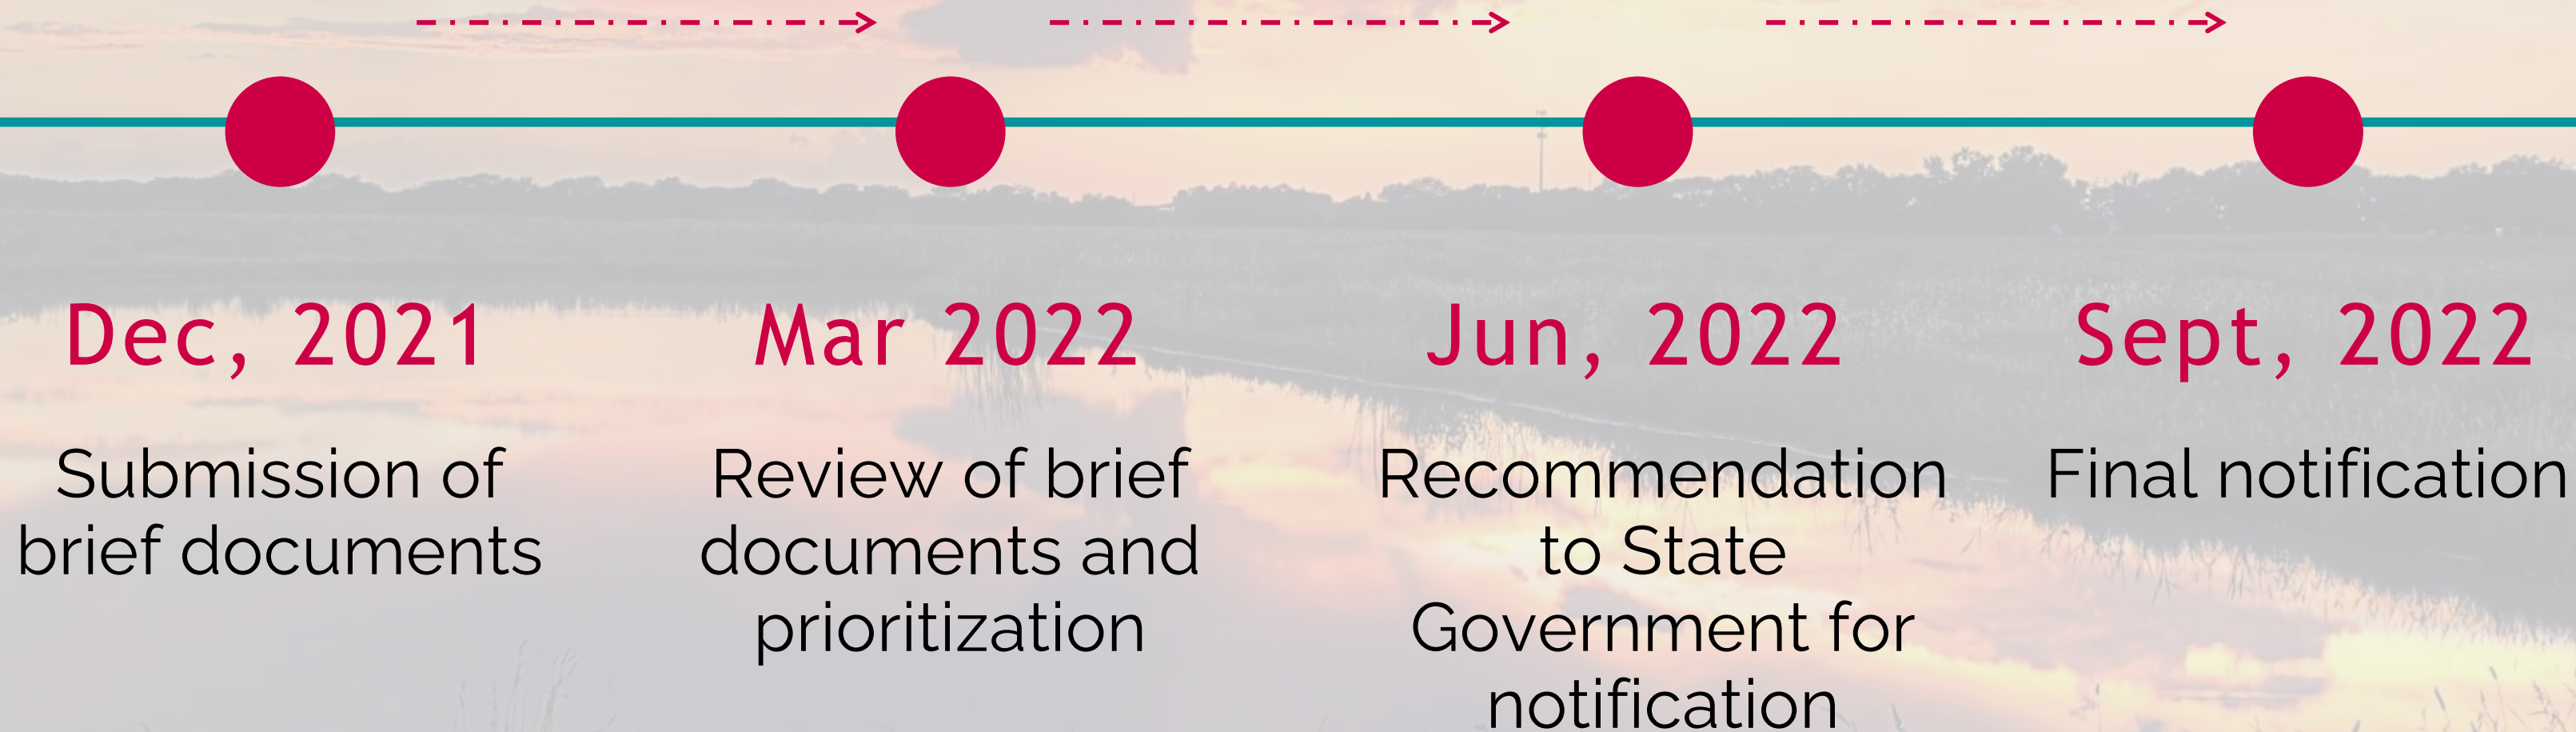 Dec, 2021
Submission of
brief documents
Mar 2022
Review of brief
documents and
prioritization
Jun, 2022
Recommendation
to State
Government for
notification
Sept, 2022
Final notification